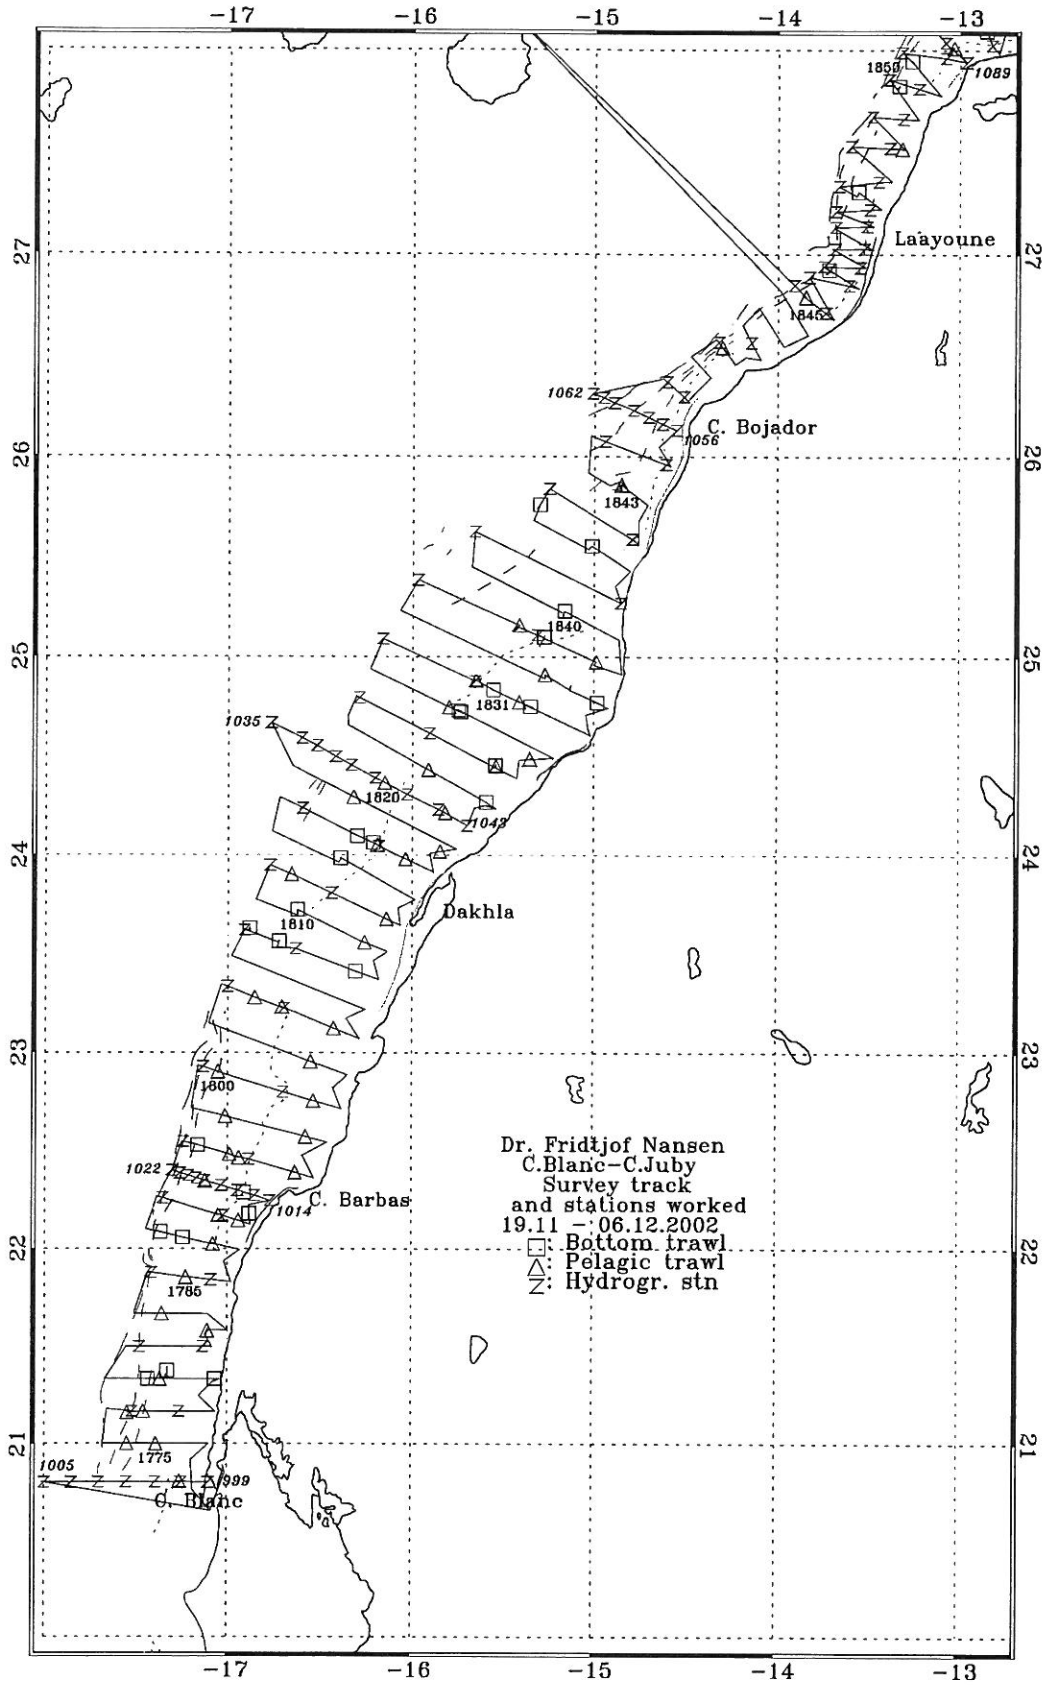 -17 -16 -15 -14 -13
1850
1089
Laayoune
27 27
1845
1062
C. Bojador
1056
26 26
1843
1840
25 25
1831
1035
1820
1043
24 24
Dakhla
1810
23 23
1800
Dr. Fridtjof Nansen
C.Blanc-C.Juby
1022
Survey track
C. Barbas
and stations worked
1014
19.11 - 06.12.2002
22 22
□: Bottom trawl
△: Pelagic trawl
Z: Hydrogr. stn
1785
21 21
1775
1005
999
C. Blanc
-17 -16 -15 -14 -13